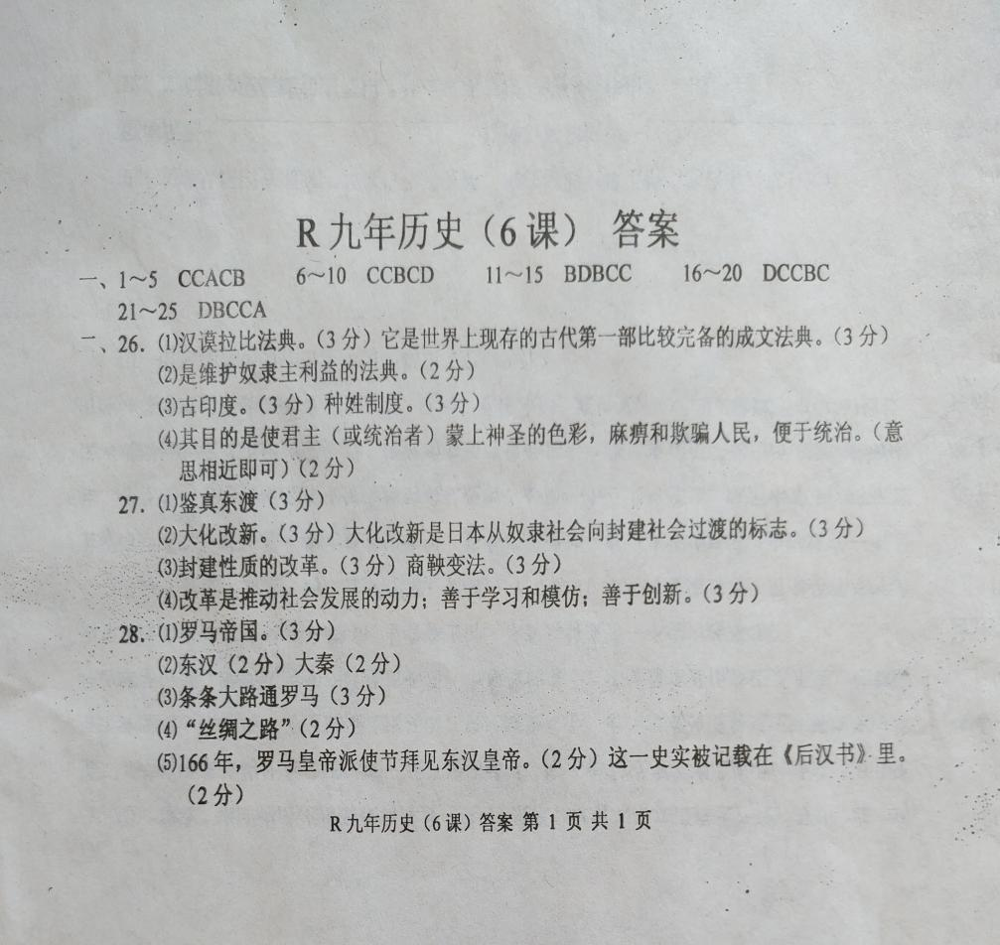 R 九年历史（6 课） 答案
一、1～5 CCACB 6～10 CCBCD 11～15 BDBCC 16～20 DCCBC
21～25 DBCCA
二、26. ⑴汉谟拉比法典。（3 分）它是世界上现存的古代第一部比较完备的成文法典。（3 分）
⑵是维护奴隶主利益的法典。（2 分）
⑶古印度。（3 分）种姓制度。（3 分）
⑷其目的是使君主（或统治者）蒙上神圣的色彩，麻痹和欺骗人民，便于统治。（意
思相近即可）（2 分）
27. ⑴鉴真东渡（3 分）
⑵大化改新。（3 分）大化改新是日本从奴隶社会向封建社会过渡的标志。（3 分）
⑶封建性质的改革。（3 分）商鞅变法。（3 分）
⑷改革是推动社会发展的动力；善于学习和模仿；善于创新。（3 分）
28. ⑴罗马帝国。（3 分）
⑵东汉（2 分）大秦（2 分）
⑶条条大路通罗马（3 分）
⑷“丝绸之路”（2 分）
⑸166 年，罗马皇帝派使节拜见东汉皇帝。（2 分）这一史实被记载在《后汉书》里。
（2 分）
R 九年历史（6 课）答案 第 1 页 共 1 页